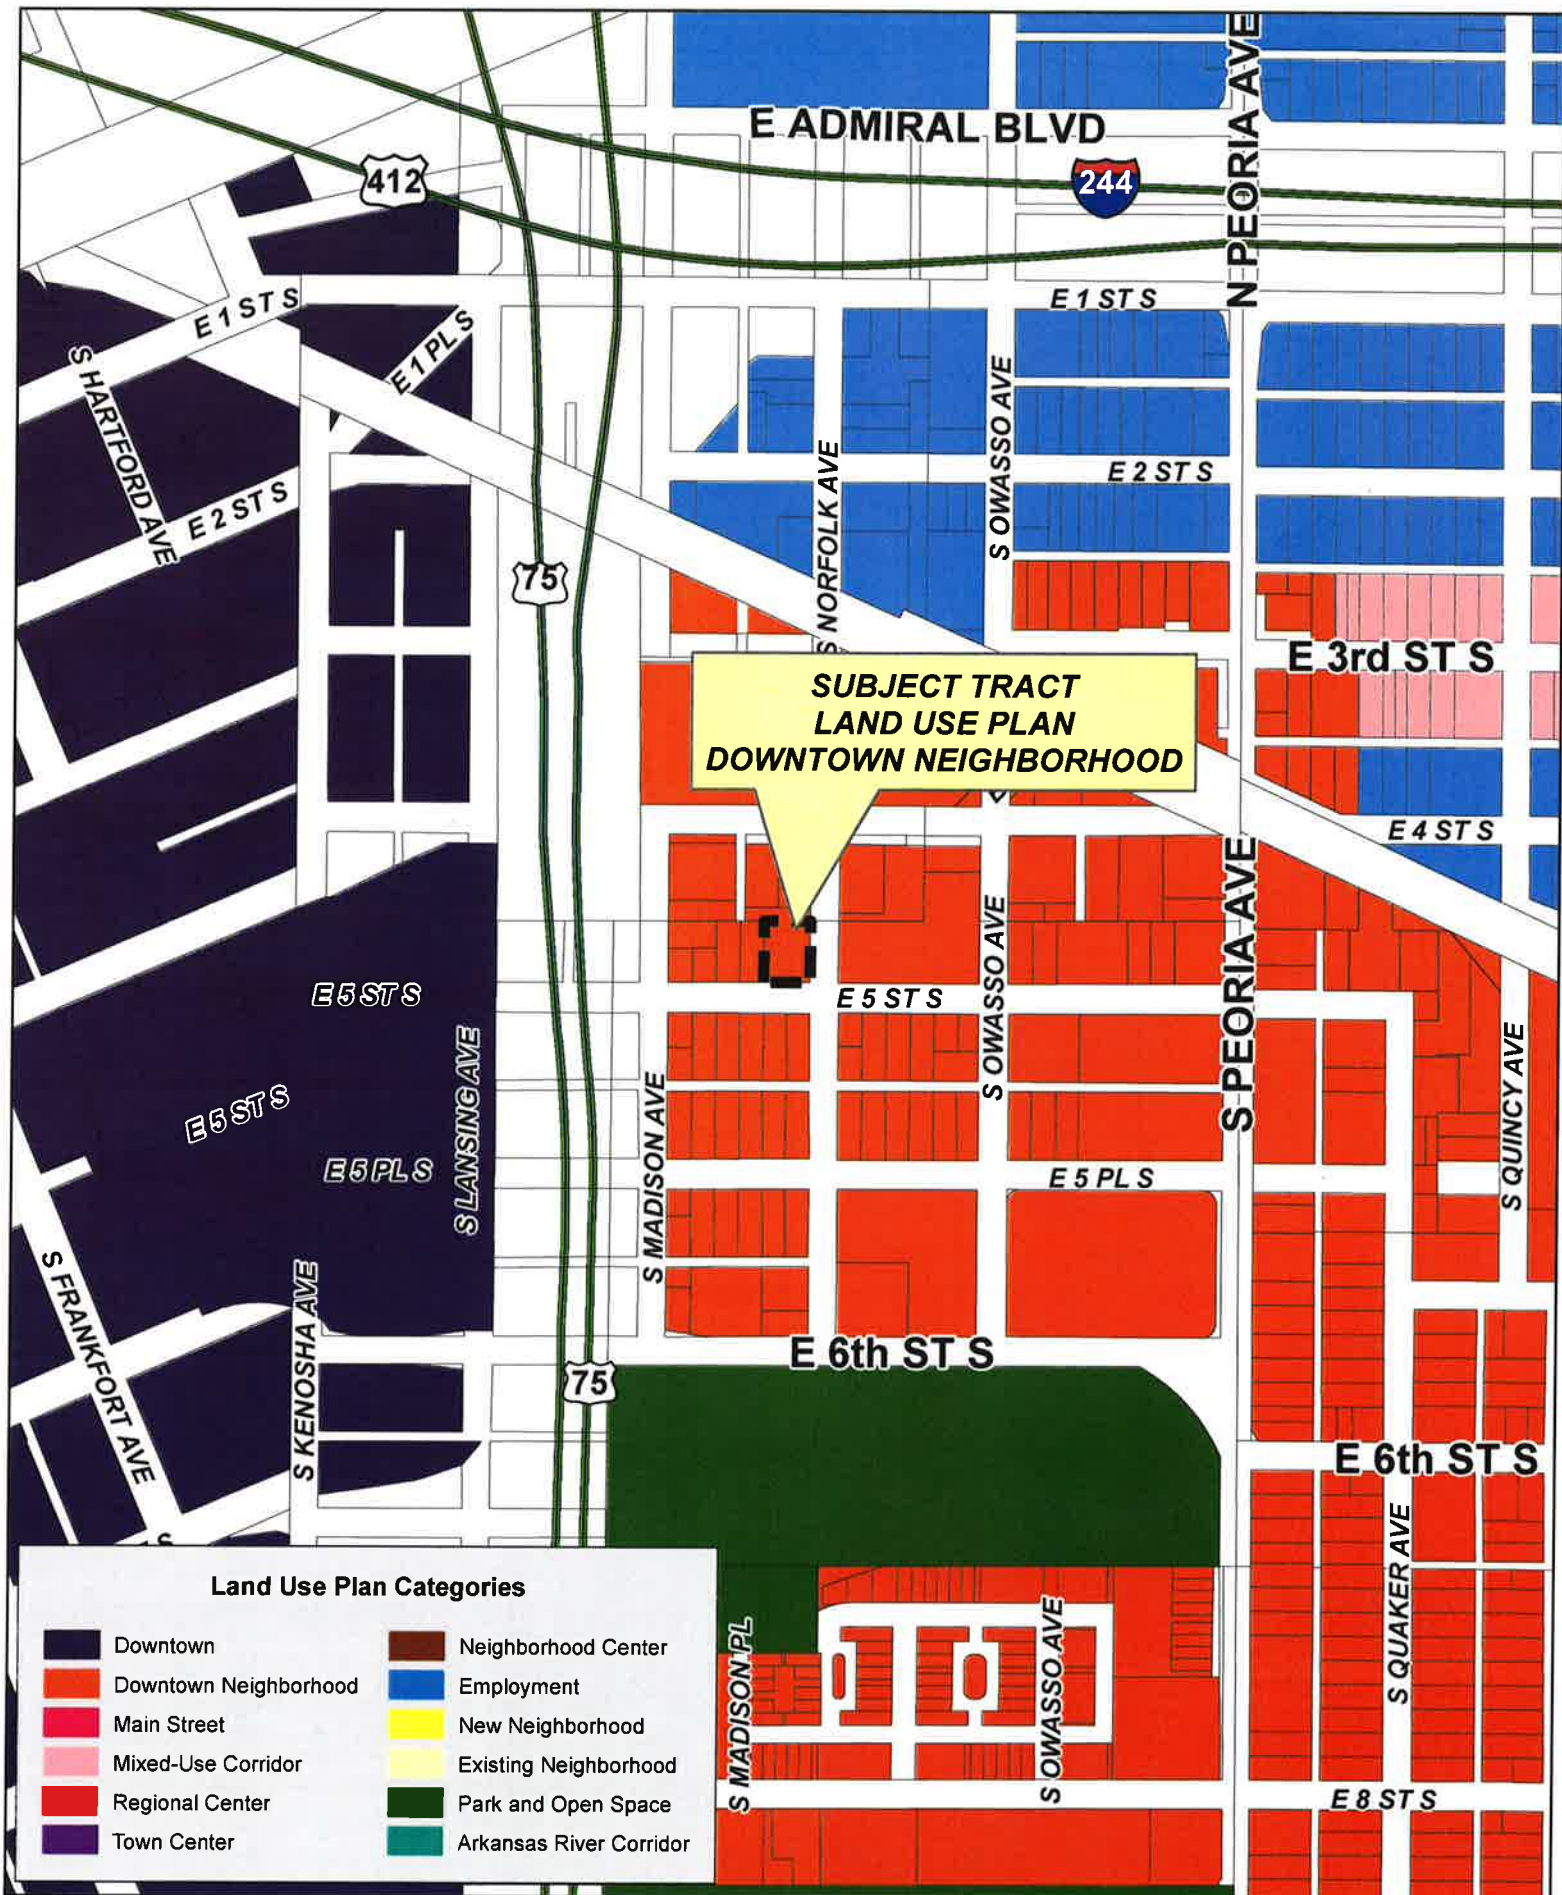 E ADMIRAL BLVD
N PEORIA AVE
412
244
E 1 ST S
E 1 ST S
E 1 PL S
S HARTFORD AVE
E 2 ST S
E 2 ST S
S NORFOLK AVE
S OWASSO AVE
75
E 3rd ST S
SUBJECT TRACT
LAND USE PLAN
DOWNTOWN NEIGHBORHOOD
E 4 ST S
S PEORIA AVE
S OWASSO AVE
E 5 ST S
E 5 ST S
E 5 ST S
S LANSING AVE
S MADISON AVE
S QUINCY AVE
E 5 PL S
E 5 PL S
S FRANKFORT AVE
S KENOSHA AVE
E 6th ST S
75
E 6th ST S
S QUAKER AVE
S
S MADISON PL
S OWASSO AVE
E 8 ST S
Land Use Plan Categories
Downtown
Downtown Neighborhood
Main Street
Mixed-Use Corridor
Regional Center
Town Center
Neighborhood Center
Employment
New Neighborhood
Existing Neighborhood
Park and Open Space
Arkansas River Corridor